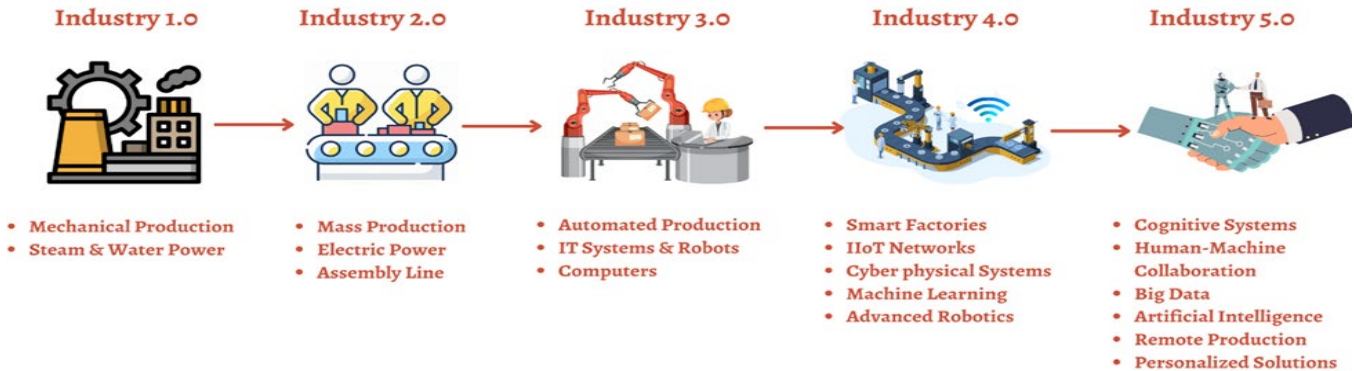 Industry 1.0
Industry 2.0
Industry 3.0
Industry 4.0
Industry 5.0
• Mechanical Production
• Steam & Water Power
• Mass Production
• Electric Power
• Assembly Line
• Automated Production
• IT Systems & Robots
• Computers
• Smart Factories
• IIoT Networks
• Cyber physical Systems
• Machine Learning
• Advanced Robotics
• Cognitive Systems
• Human-Machine
Collaboration
• Big Data
• Artificial Intelligence
• Remote Production
• Personalized Solutions